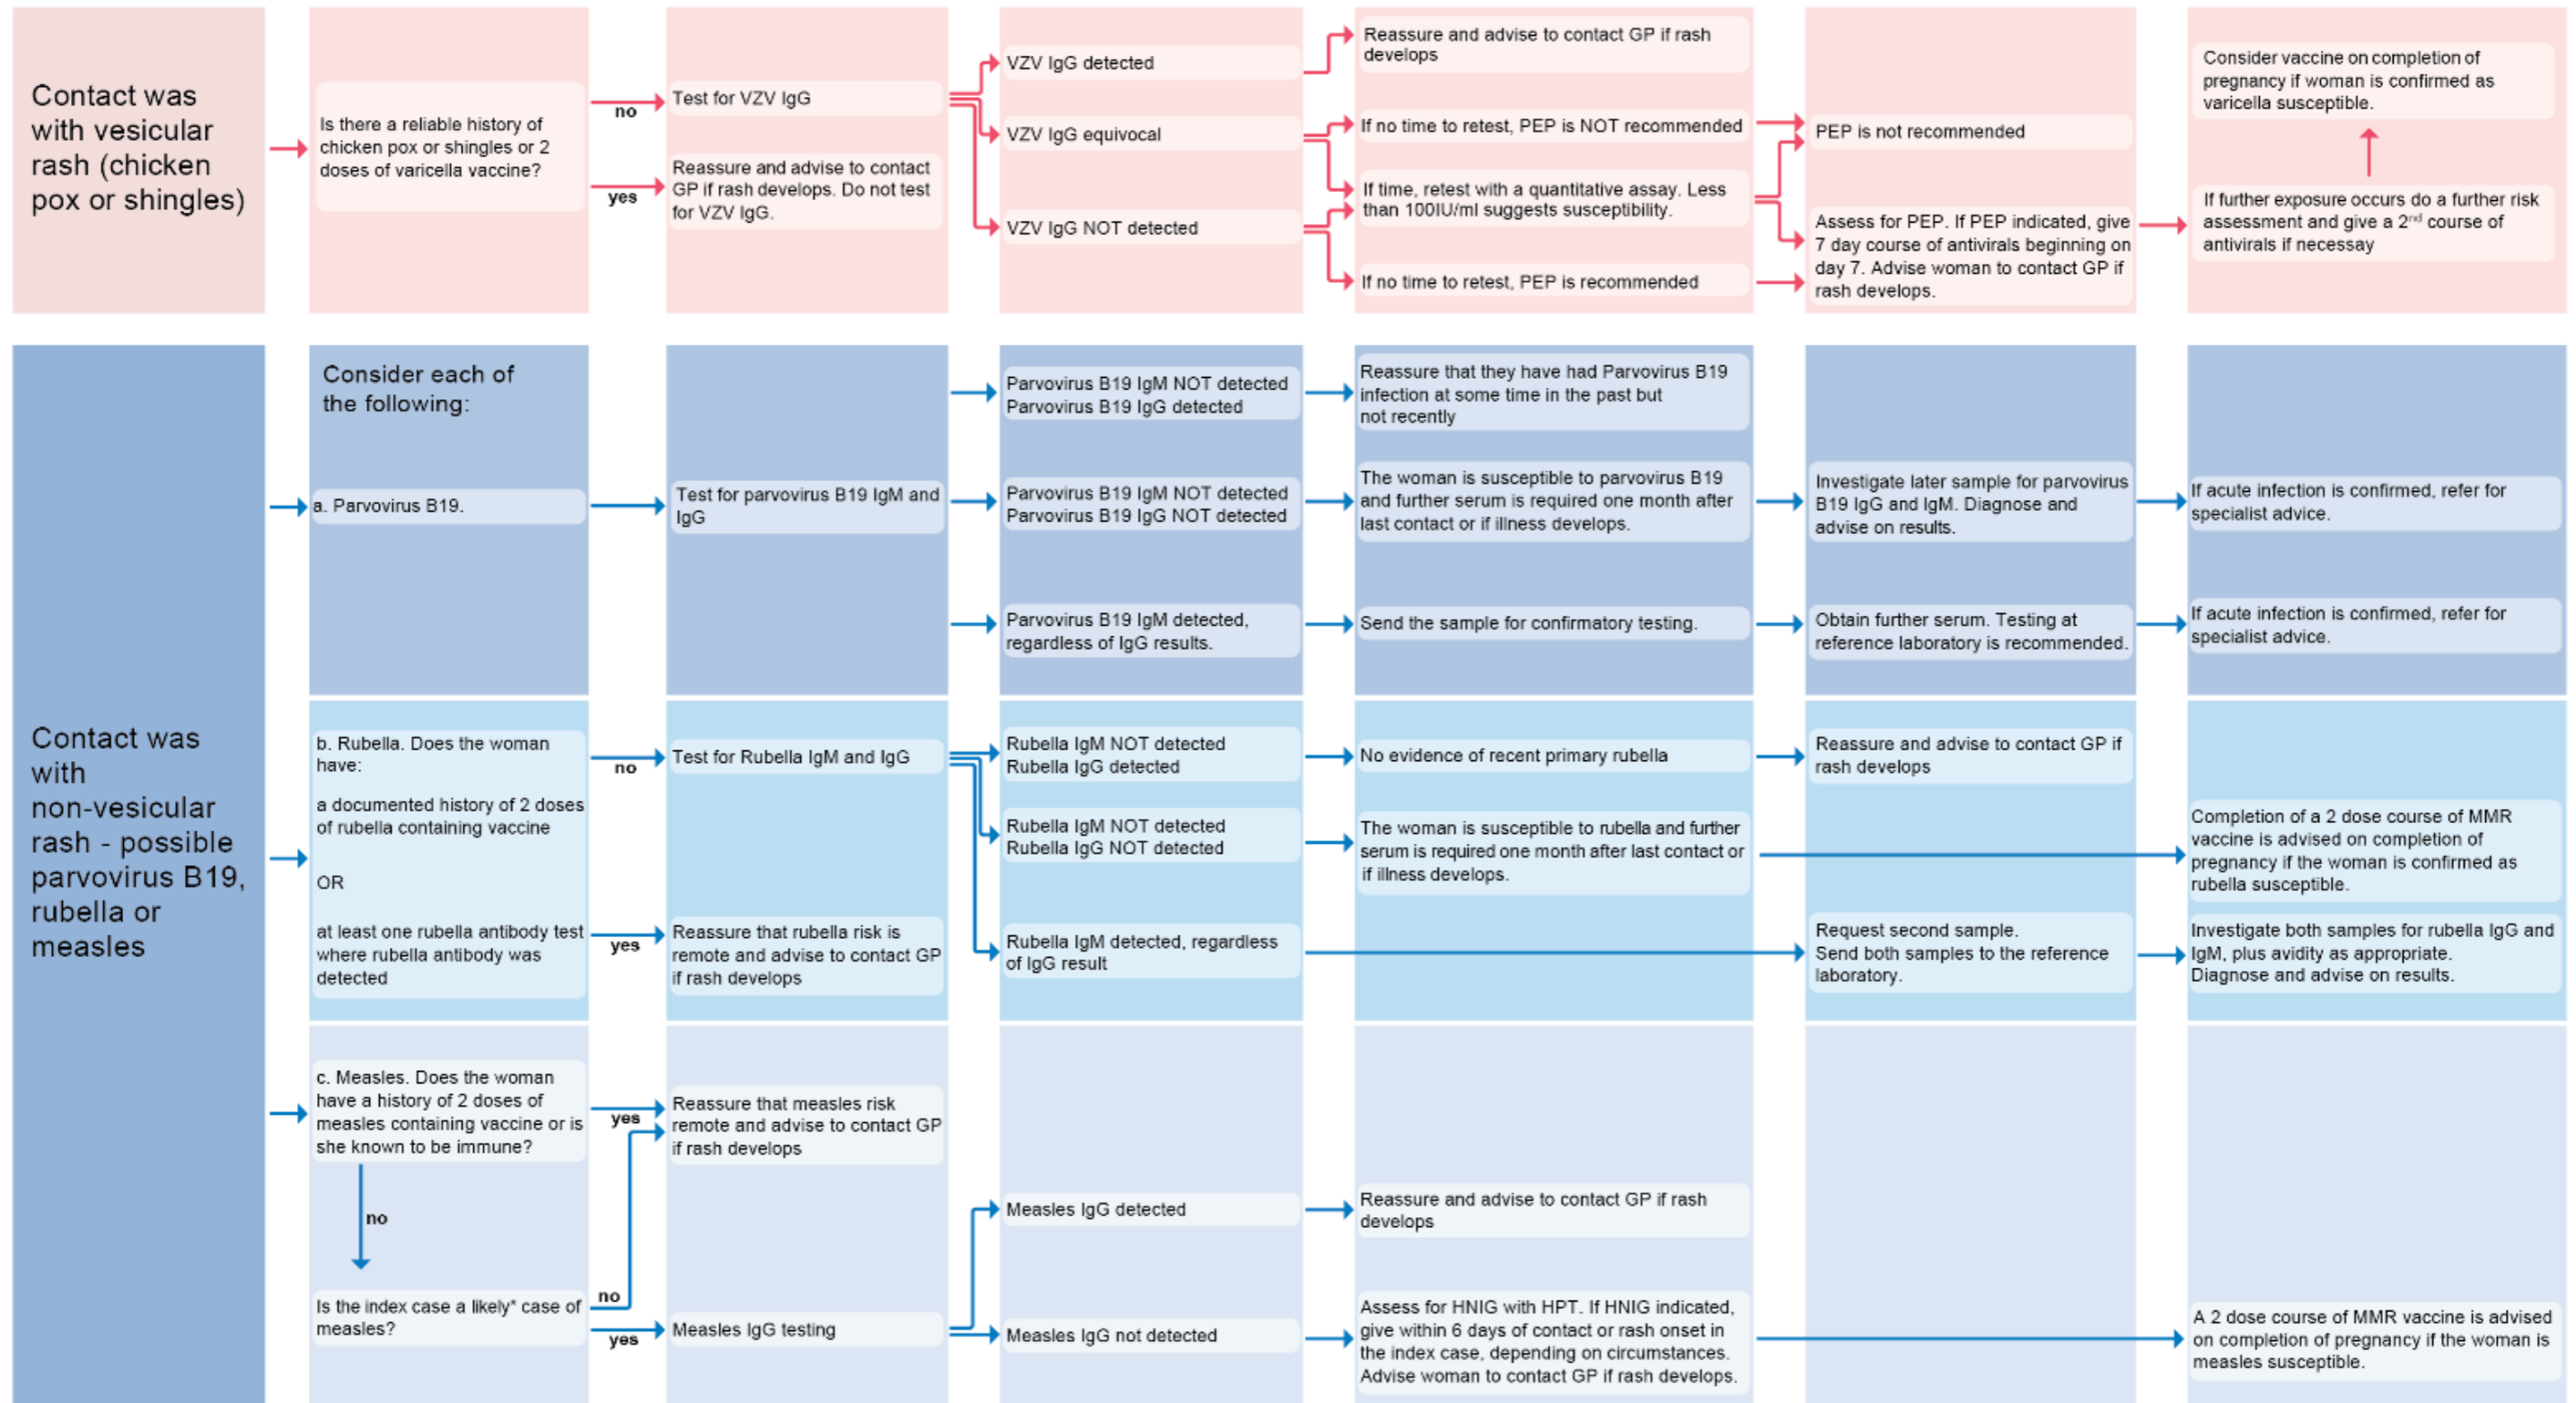 Contact was
with vesicular
rash (chicken
pox or shingles)
Is there a reliable history of
chicken pox or shingles or 2
doses of varicella vaccine?
no
yes
Test for VZV IgG
Reassure and advise to contact
GP if rash develops. Do not test
for VZV IgG.
VZV IgG detected
VZV IgG equivocal
VZV IgG NOT detected
Reassure and advise to contact GP if rash
develops
If no time to retest, PEP is NOT recommended
If time, retest with a quantitative assay. Less
than 100IU/ml suggests susceptibility.
If no time to retest, PEP is recommended
PEP is not recommended
Assess for PEP. If PEP indicated, give
7 day course of antivirals beginning on
day 7. Advise woman to contact GP if
rash develops.
Consider vaccine on completion of
pregnancy if woman is confirmed as
varicella susceptible.
If further exposure occurs do a further risk
assessment and give a 2nd course of
antivirals if necessay
Contact was
with
non-vesicular
rash - possible
parvovirus B19,
rubella or
measles
Consider each of
the following:
a. Parvovirus B19.
Test for parvovirus B19 IgM and
IgG
Parvovirus B19 IgM NOT detected
Parvovirus B19 IgG detected
Reassure that they have had Parvovirus B19
infection at some time in the past but
not recently
Parvovirus B19 IgM NOT detected
Parvovirus B19 IgG NOT detected
The woman is susceptible to parvovirus B19
and further serum is required one month after
last contact or if illness develops.
Investigate later sample for parvovirus
B19 IgG and IgM. Diagnose and
advise on results.
If acute infection is confirmed, refer for
specialist advice.
Parvovirus B19 IgM detected,
regardless of IgG results.
Send the sample for confirmatory testing.
Obtain further serum. Testing at
reference laboratory is recommended.
If acute infection is confirmed, refer for
specialist advice.
b. Rubella. Does the woman
have:
a documented history of 2 doses
of rubella containing vaccine
OR
at least one rubella antibody test
where rubella antibody was
detected
no
yes
Test for Rubella IgM and IgG
Reassure that rubella risk is
remote and advise to contact GP
if rash develops
Rubella IgM NOT detected
Rubella IgG detected
No evidence of recent primary rubella
Reassure and advise to contact GP if
rash develops
Rubella IgM NOT detected
Rubella IgG NOT detected
The woman is susceptible to rubella and further
serum is required one month after last contact or
if illness develops.
Completion of a 2 dose course of MMR
vaccine is advised on completion of
pregnancy if the woman is confirmed as
rubella susceptible.
Rubella IgM detected, regardless
of IgG result
Request second sample.
Send both samples to the reference
laboratory.
Investigate both samples for rubella IgG and
IgM, plus avidity as appropriate.
Diagnose and advise on results.
c. Measles. Does the woman
have a history of 2 doses of
measles containing vaccine or is
she known to be immune?
yes
no
Reassure that measles risk
remote and advise to contact GP
if rash develops
Is the index case a likely* case of
measles?
no
yes
Measles IgG testing
Measles IgG detected
Reassure and advise to contact GP if rash
develops
Measles IgG not detected
Assess for HNIG with HPT. If HNIG indicated,
give within 6 days of contact or rash onset in
the index case, depending on circumstances.
Advise woman to contact GP if rash develops.
A 2 dose course of MMR vaccine is advised
on completion of pregnancy if the woman is
measles susceptible.